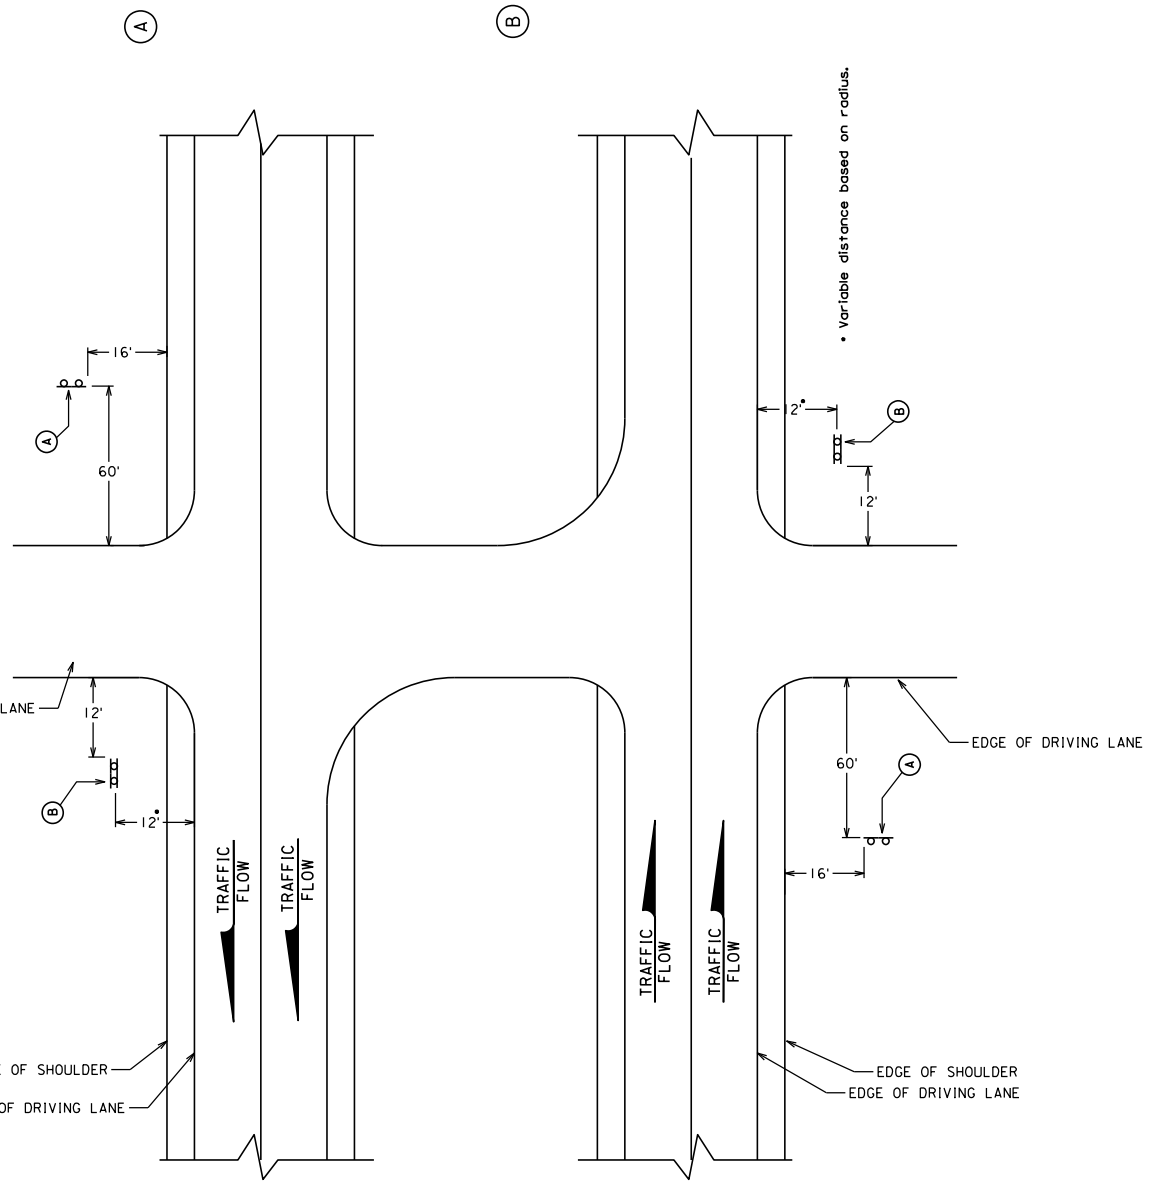 A
B
• Variable distance based on radius.
16'
A
60'
12'•
B
12'
LANE
12'
B
12'•
EDGE OF DRIVING LANE
60'
A
16'
TRAFFIC
FLOW
TRAFFIC
FLOW
TRAFFIC
FLOW
TRAFFIC
FLOW
OF SHOULDER
OF DRIVING LANE
EDGE OF SHOULDER
EDGE OF DRIVING LANE